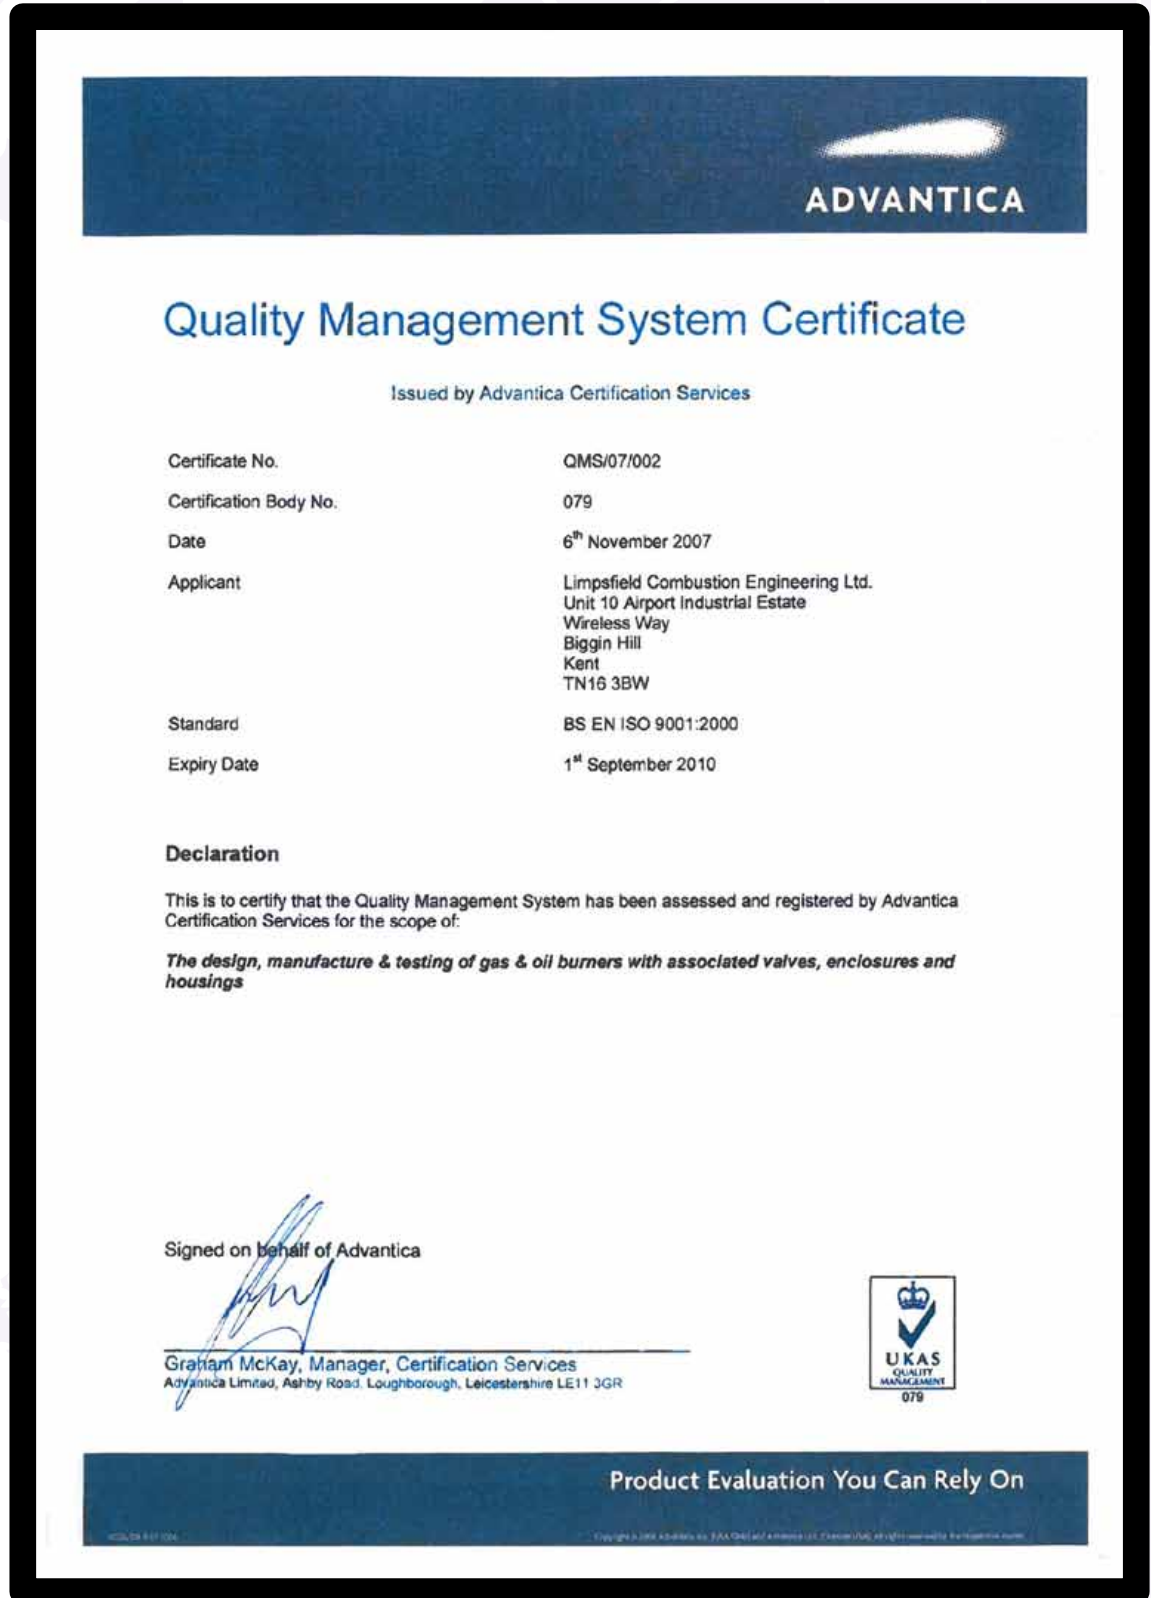 ADVANTICA
Quality Management System Certificate
Issued by Advantica Certification Services
Certificate No. QMS/07/002
Certification Body No. 079
Date 6th November 2007
Applicant Limpsfield Combustion Engineering Ltd.
Unit 10 Airport Industrial Estate
Wireless Way
Biggin Hill
Kent
TN16 3BW
Standard BS EN ISO 9001:2000
Expiry Date 1st September 2010
Declaration
This is to certify that the Quality Management System has been assessed and registered by Advantica
Certification Services for the scope of:
The design, manufacture & testing of gas & oil burners with associated valves, enclosures and
housings
Signed on behalf of Advantica
Graham McKay, Manager, Certification Services
Advantica Limited, Ashby Road, Loughborough, Leicestershire LE11 3GR
UKAS
QUALITY
MANAGEMENT
079
Product Evaluation You Can Rely On